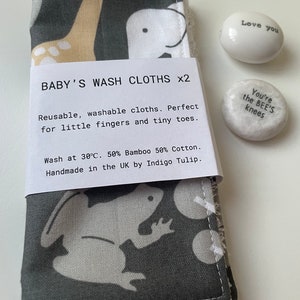 BABY'S WASH CLOTHS x2
Reusable, washable cloths. Perfect
for little fingers and tiny toes.
Wash at 30℃. 50% Bamboo 50% Cotton.
Handmade in the UK by Indigo Tulip.
Love you
You're
the BEE'S
knees